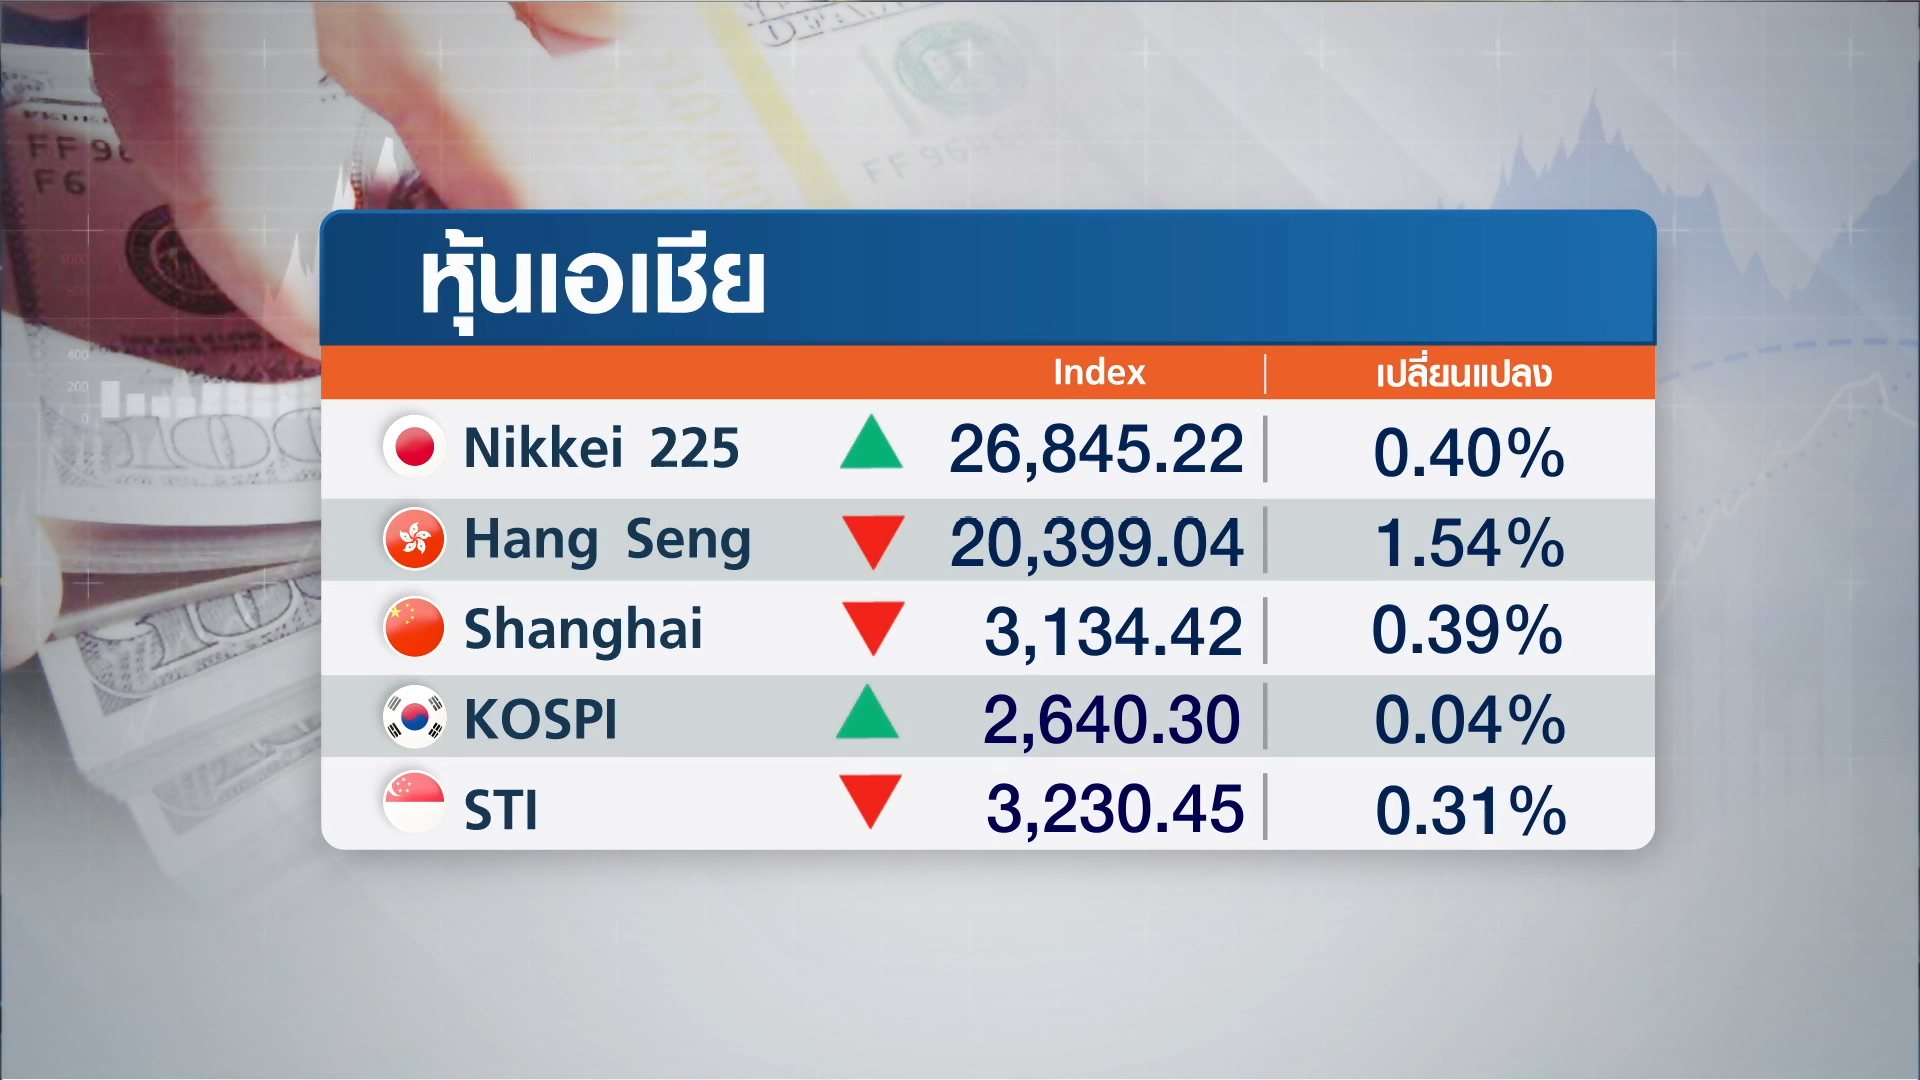 หุ้นเอเชีย
Index เปลี่ยนแปลง
Nikkei 225 26,845.22 0.40%
Hang Seng 20,399.04 1.54%
Shanghai 3,134.42 0.39%
KOSPI 2,640.30 0.04%
STI 3,230.45 0.31%